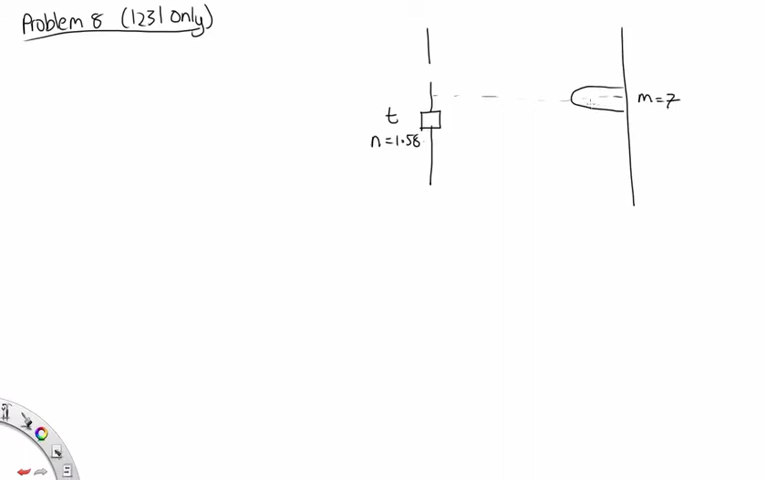 Problem 8 (1231 Only)
t
n = 1.58
m = 7